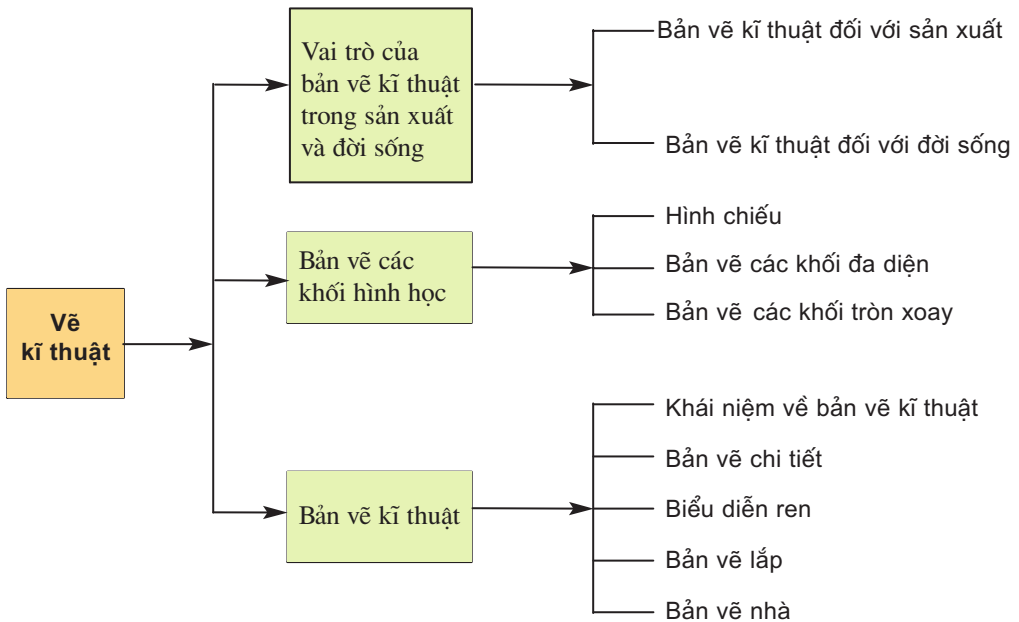 Vẽ
kĩ thuật
Vai trò của
bản vẽ kĩ thuật
trong sản xuất
và đời sống
Bản vẽ kĩ thuật đối với sản xuất
Bản vẽ kĩ thuật đối với đời sống
Bản vẽ các
khối hình học
Hình chiếu
Bản vẽ các khối đa diện
Bản vẽ các khối tròn xoay
Bản vẽ kĩ thuật
Khái niệm về bản vẽ kĩ thuật
Bản vẽ chi tiết
Biểu diễn ren
Bản vẽ lắp
Bản vẽ nhà